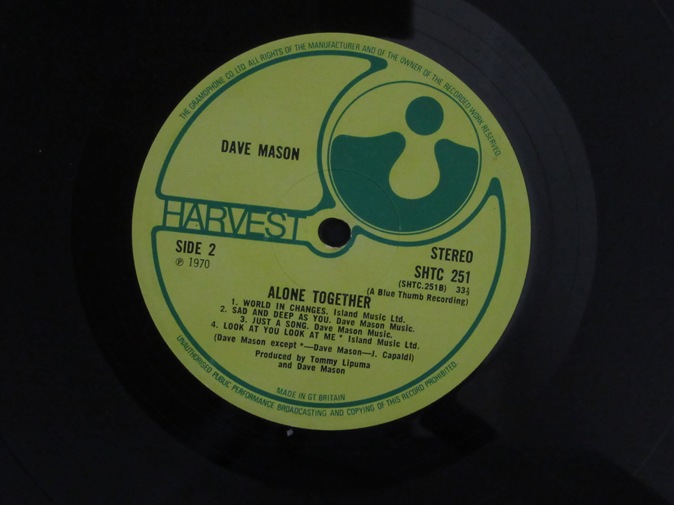 THE GRAMOPHONE CO LTD. ALL RIGHTS OF THE MANUFACTURER AND OF THE OWNER OF THE RECORDED WORK RESERVED.
DAVE MASON
HARVEST
SIDE 2
℗ 1970
STEREO
SHTC 251
(SHTC.251B) 33⅓
(A Blue Thumb Recording)
ALONE TOGETHER
1. WORLD IN CHANGES. Island Music Ltd.
2. SAD AND DEEP AS YOU. Dave Mason Music.
3. JUST A SONG. Dave Mason Music.
4. LOOK AT YOU LOOK AT ME * Island Music Ltd.
(Dave Mason except *—Dave Mason—J. Capaldi)
Produced by Tommy Lipuma
and Dave Mason
MADE IN GT BRITAIN
UNAUTHORISED PUBLIC PERFORMANCE BROADCASTING AND COPYING OF THIS RECORD PROHIBITED